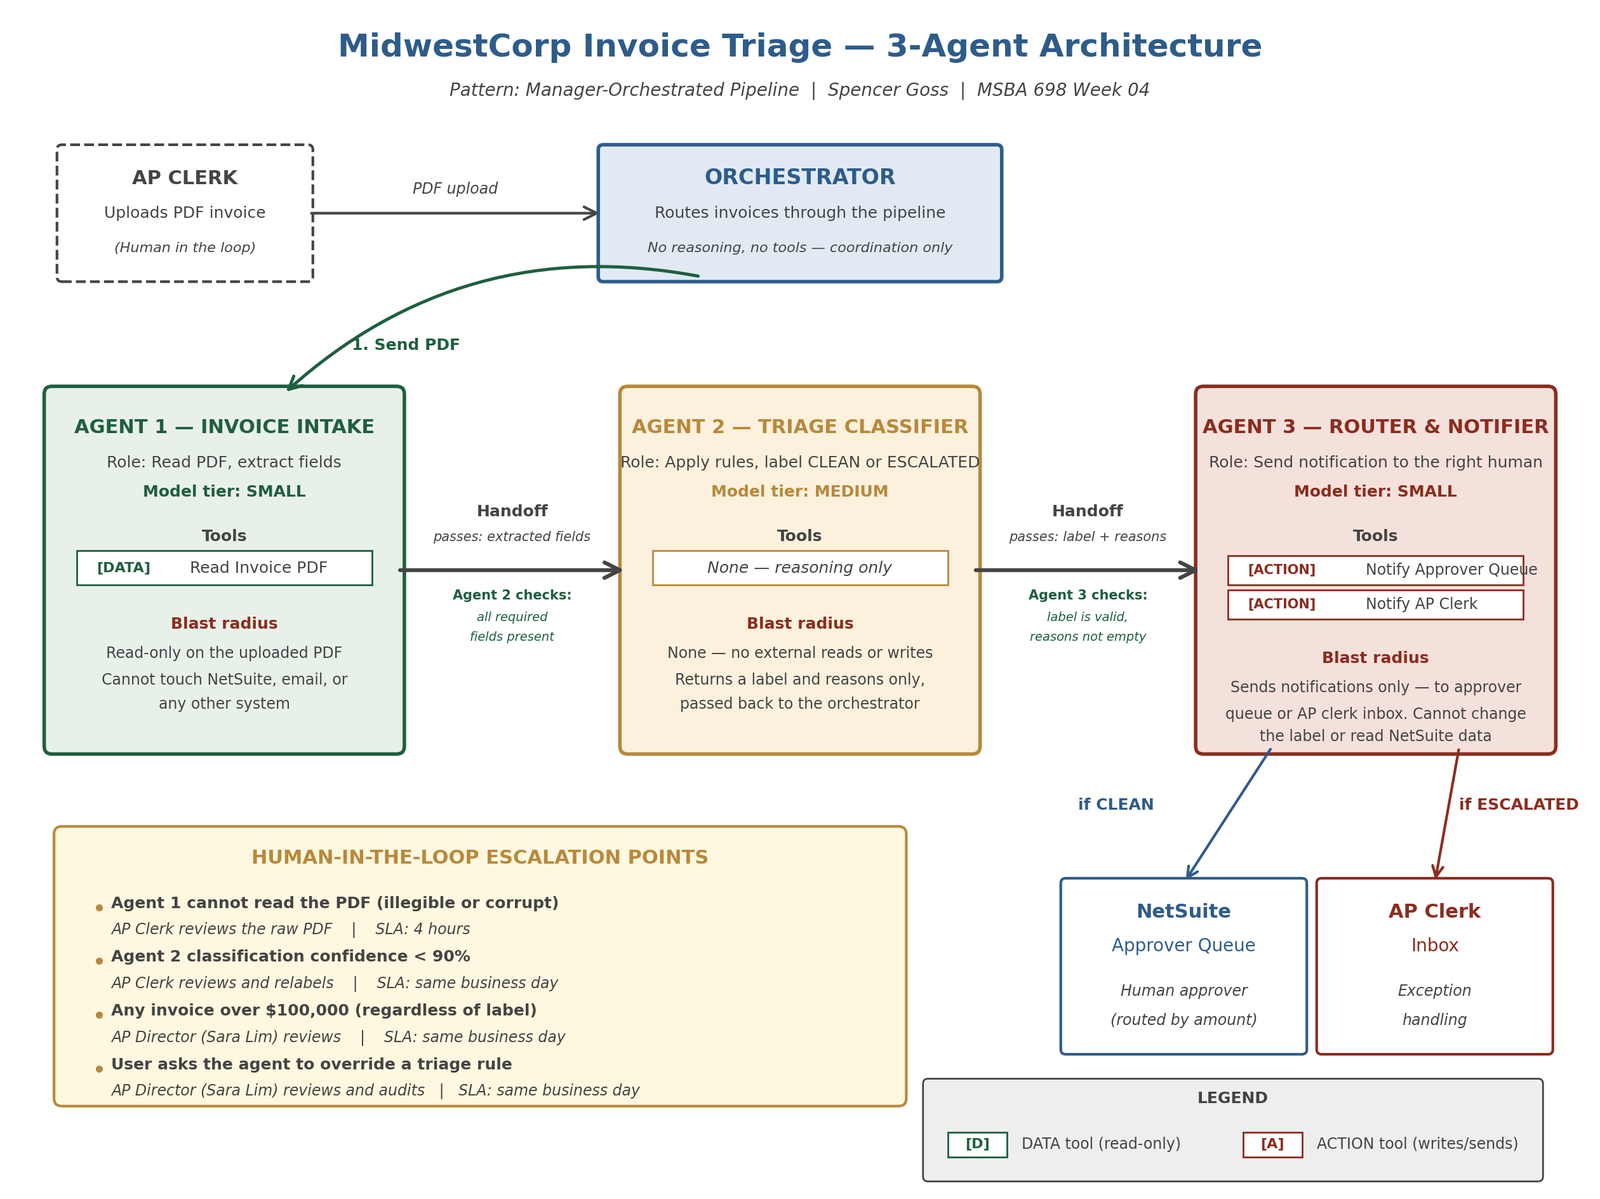 MidwestCorp Invoice Triage — 3-Agent Architecture
Pattern: Manager-Orchestrated Pipeline | Spencer Goss | MSBA 698 Week 04
AP CLERK
Uploads PDF invoice
(Human in the loop)
PDF upload
ORCHESTRATOR
Routes invoices through the pipeline
No reasoning, no tools — coordination only
1. Send PDF
AGENT 1 — INVOICE INTAKE
Role: Read PDF, extract fields
Model tier: SMALL
Tools
[DATA] Read Invoice PDF
Blast radius
Read-only on the uploaded PDF
Cannot touch NetSuite, email, or
any other system
Handoff
passes: extracted fields
Agent 2 checks:
all required
fields present
AGENT 2 — TRIAGE CLASSIFIER
Role: Apply rules, label CLEAN or ESCALATED
Model tier: MEDIUM
Tools
None — reasoning only
Blast radius
None — no external reads or writes
Returns a label and reasons only,
passed back to the orchestrator
Handoff
passes: label + reasons
Agent 3 checks:
label is valid,
reasons not empty
AGENT 3 — ROUTER & NOTIFIER
Role: Send notification to the right human
Model tier: SMALL
Tools
[ACTION] Notify Approver Queue
[ACTION] Notify AP Clerk
Blast radius
Sends notifications only — to approver
queue or AP clerk inbox. Cannot change
the label or read NetSuite data
if CLEAN
if ESCALATED
NetSuite
Approver Queue
Human approver
(routed by amount)
AP Clerk
Inbox
Exception
handling
HUMAN-IN-THE-LOOP ESCALATION POINTS
• Agent 1 cannot read the PDF (illegible or corrupt)
AP Clerk reviews the raw PDF | SLA: 4 hours
• Agent 2 classification confidence < 90%
AP Clerk reviews and relabels | SLA: same business day
• Any invoice over $100,000 (regardless of label)
AP Director (Sara Lim) reviews | SLA: same business day
• User asks the agent to override a triage rule
AP Director (Sara Lim) reviews and audits | SLA: same business day
LEGEND
[D] DATA tool (read-only)
[A] ACTION tool (writes/sends)